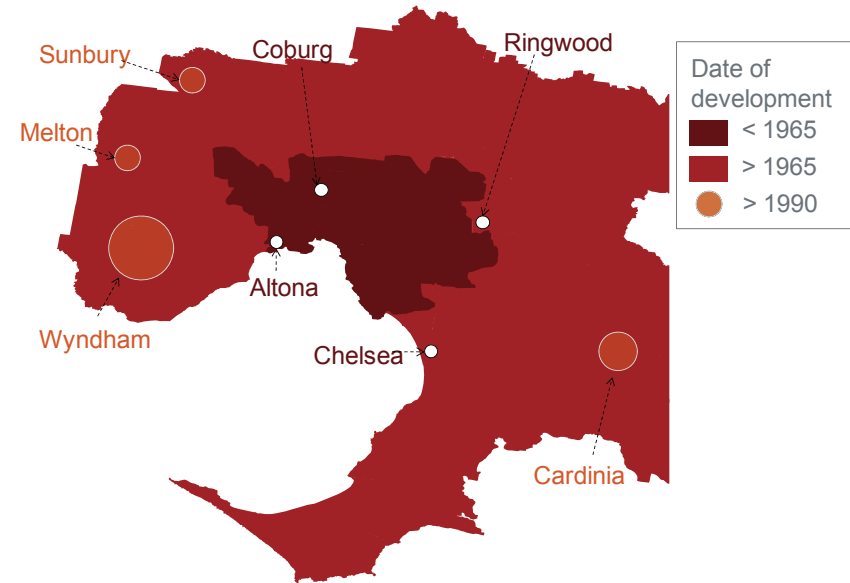 Sunbury
Coburg
Ringwood
Melton
Altona
Wyndham
Chelsea
Cardinia
Date of
development
< 1965
> 1965
> 1990